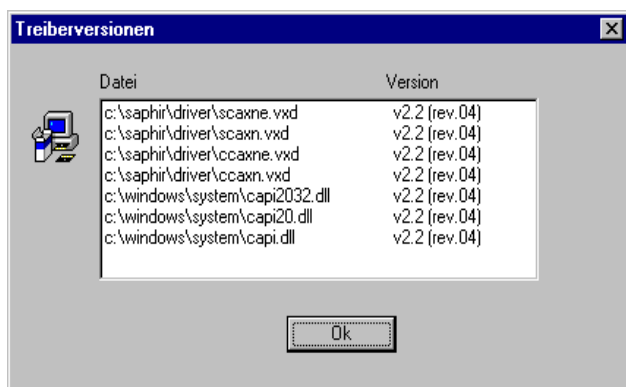 Treiberversionen
Datei Version
c:\saphir\driver\scaxne.vxd v2.2 (rev.04)
c:\saphir\driver\scaxn.vxd v2.2 (rev.04)
c:\saphir\driver\ccaxne.vxd v2.2 (rev.04)
c:\saphir\driver\ccaxn.vxd v2.2 (rev.04)
c:\windows\system\capi2032.dll v2.2 (rev.04)
c:\windows\system\capi20.dll v2.2 (rev.04)
c:\windows\system\capi.dll v2.2 (rev.04)
Ok